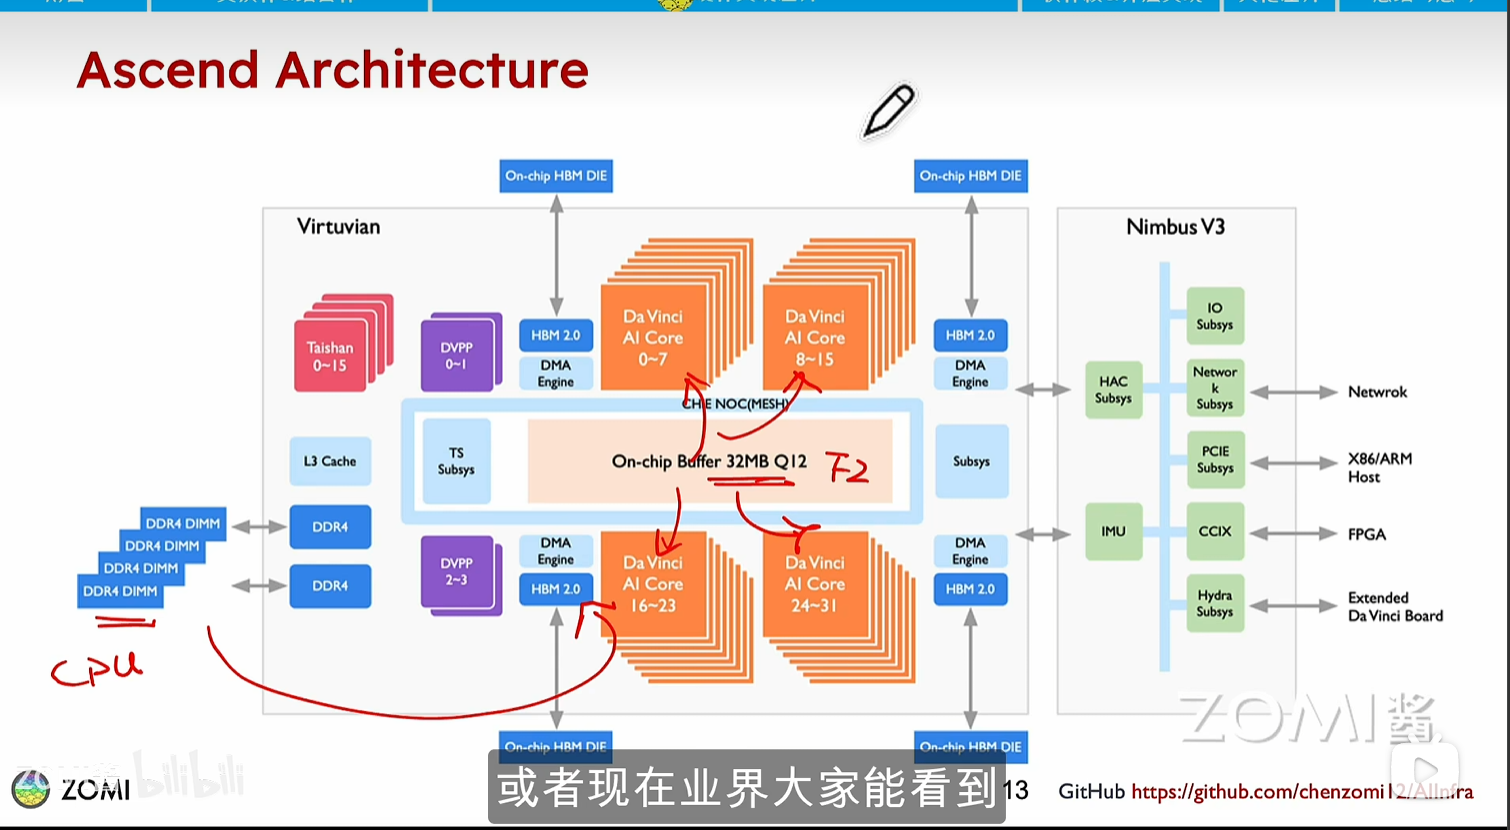 Ascend Architecture
On-chip HBM DIE
On-chip HBM DIE
Virtuvian
Nimbus V3
Taishan
0~15
DVPP
0~1
HBM 2.0
DMA
Engine
Da Vinci
AI Core
0~7
Da Vinci
AI Core
8~15
HBM 2.0
DMA
Engine
HAC
Subsys
IO
Subsys
Networ
k
Subsys
Netwrok
NOC(MESH)
L3 Cache
TS
Subsys
On-chip Buffer 32MB Q12
Subsys
PCIE
Subsys
X86/ARM
Host
DDR4 DIMM
DDR4 DIMM
DDR4 DIMM
DDR4 DIMM
CPU
DDR4
DDR4
DVPP
2~3
DMA
Engine
HBM 2.0
Da Vinci
AI Core
16~23
Da Vinci
AI Core
24~31
DMA
Engine
HBM 2.0
IMU
CCIX
FPGA
Hydra
Subsys
Extended
Da Vinci Board
On-chip HBM DIE
On-chip HBM DIE
ZOMI酱
bilibili
ZOMI
或者现在业界大家能看到
13
GitHub https://github.com/chenzomi12/AIInfra